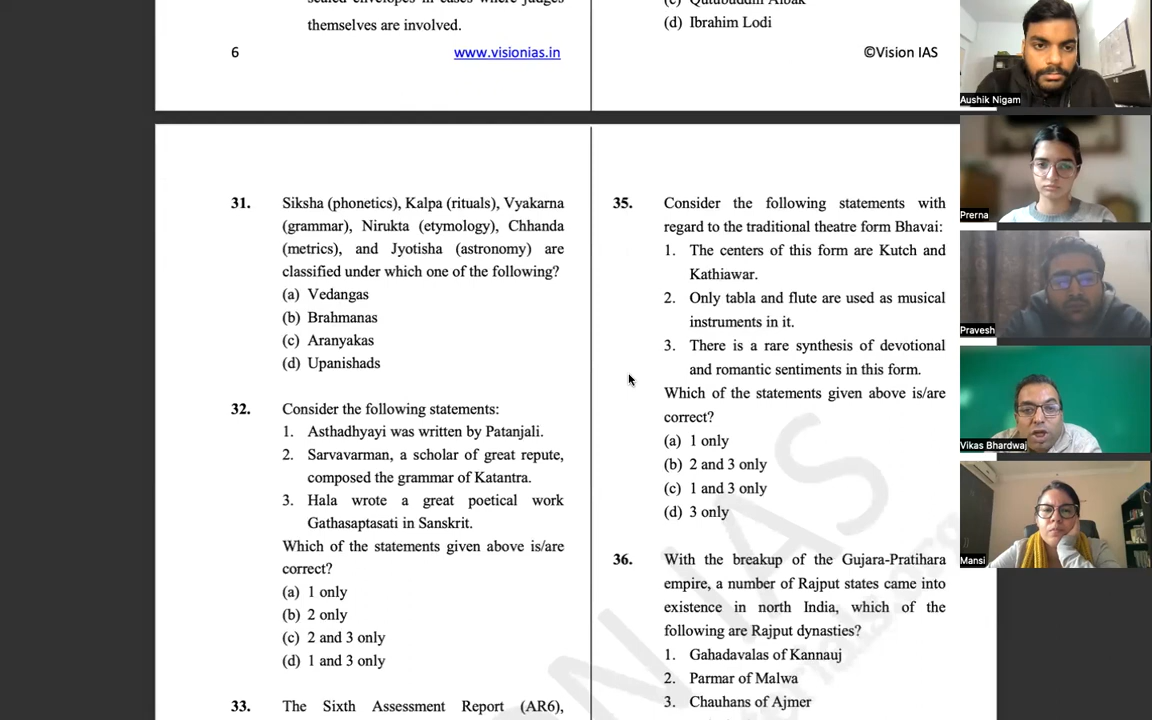 sealed envelopes in cases where judges
themselves are involved.
6
www.visionias.in
(c) Qutubuddin Aibak
(d) Ibrahim Lodi
©Vision IAS
31. Siksha (phonetics), Kalpa (rituals), Vyakarna
(grammar), Nirukta (etymology), Chhanda
(metrics), and Jyotisha (astronomy) are
classified under which one of the following?
(a) Vedangas
(b) Brahmanas
(c) Aranyakas
(d) Upanishads
32. Consider the following statements:
1. Asthadhyayi was written by Patanjali.
2. Sarvavarman, a scholar of great repute,
composed the grammar of Katantra.
3. Hala wrote a great poetical work
Gathasaptasati in Sanskrit.
Which of the statements given above is/are
correct?
(a) 1 only
(b) 2 only
(c) 2 and 3 only
(d) 1 and 3 only
33. The Sixth Assessment Report (AR6),
35. Consider the following statements with
regard to the traditional theatre form Bhavai:
1. The centers of this form are Kutch and
Kathiawar.
2. Only tabla and flute are used as musical
instruments in it.
3. There is a rare synthesis of devotional
and romantic sentiments in this form.
Which of the statements given above is/are
correct?
(a) 1 only
(b) 2 and 3 only
(c) 1 and 3 only
(d) 3 only
36. With the breakup of the Gujara-Pratihara
empire, a number of Rajput states came into
existence in north India, which of the
following are Rajput dynasties?
1. Gahadavalas of Kannauj
2. Parmar of Malwa
3. Chauhans of Ajmer
Aushik Nigam
Prerna
Pravesh
Vikas Bhardwaj
Mansi